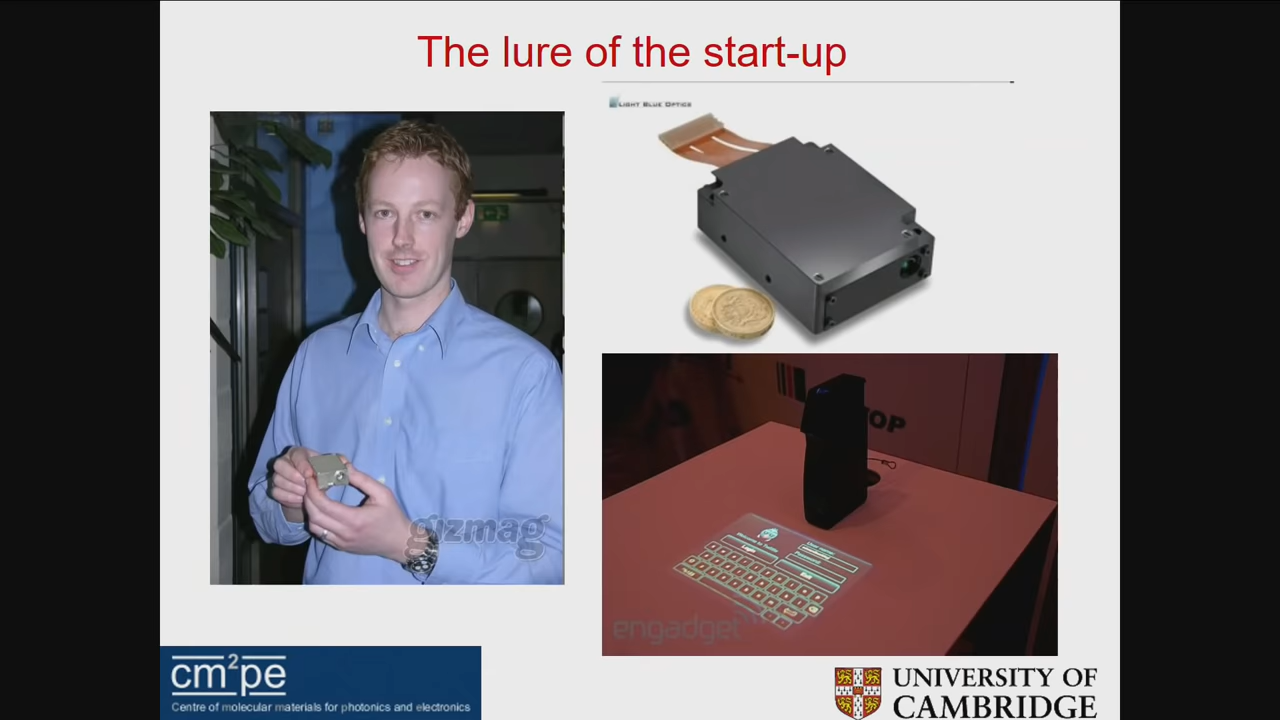 The lure of the start-up
LIGHT BLUE OPTICS
gizmag
TOP
engadget
cm²pe
Centre of molecular materials for photonics and electronics
UNIVERSITY OF
CAMBRIDGE